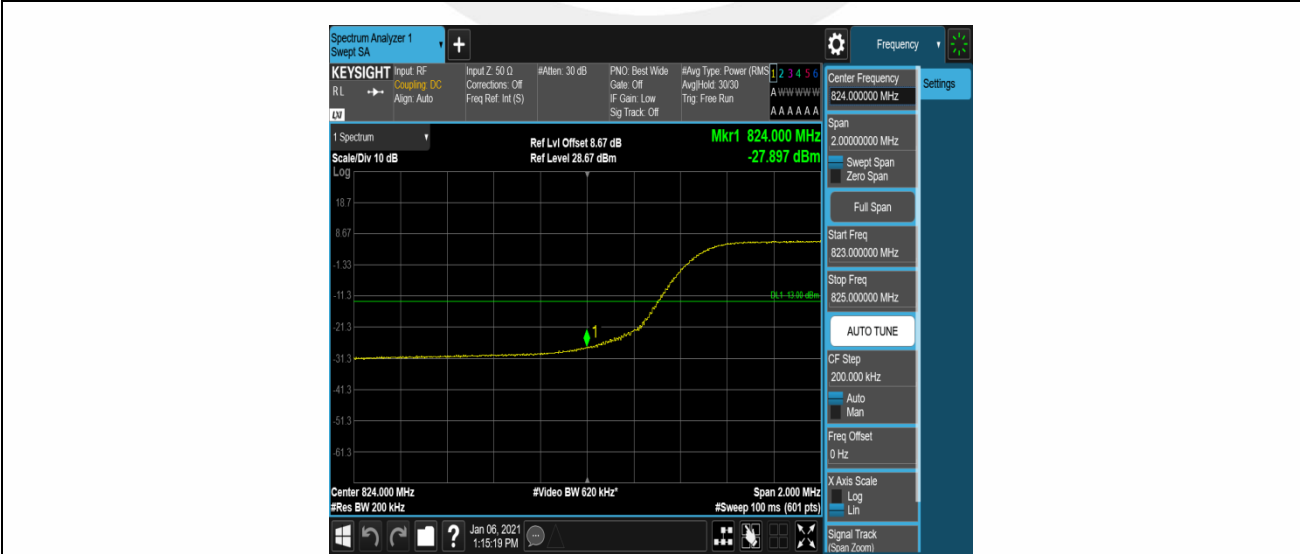 Spectrum Analyzer 1
Swept SA
+
Frequency
KEYSIGHT
RL
LXI
Input: RF
Coupling: DC
Align: Auto
Input Z: 50 Ω
Corrections: Off
Freq Ref: Int (S)
#Atten: 30 dB
PNO: Best Wide
Gate: Off
IF Gain: Low
Sig Track: Off
#Avg Type: Power (RMS
Avg|Hold: 30/30
Trig: Free Run
1 2 3 4 5 6
A W W W W W
A A A A A A
1 Spectrum
Scale/Div 10 dB
Log
Ref Lvl Offset 8.67 dB
Ref Level 28.67 dBm
Mkr1 824.000 MHz
-27.897 dBm
18.7
8.67
-1.33
-11.3
-21.3
-31.3
-41.3
-51.3
-61.3
DL1 -13.00 dBm
1
Center 824.000 MHz
#Res BW 200 kHz
#Video BW 620 kHz*
Span 2.000 MHz
#Sweep 100 ms (601 pts)
Jan 06, 2021
1:15:19 PM
Center Frequency
824.000000 MHz
Settings
Span
2.00000000 MHz
Swept Span
Zero Span
Full Span
Start Freq
823.000000 MHz
Stop Freq
825.000000 MHz
AUTO TUNE
CF Step
200.000 kHz
Auto
Man
Freq Offset
0 Hz
X Axis Scale
Log
Lin
Signal Track
(Span Zoom)